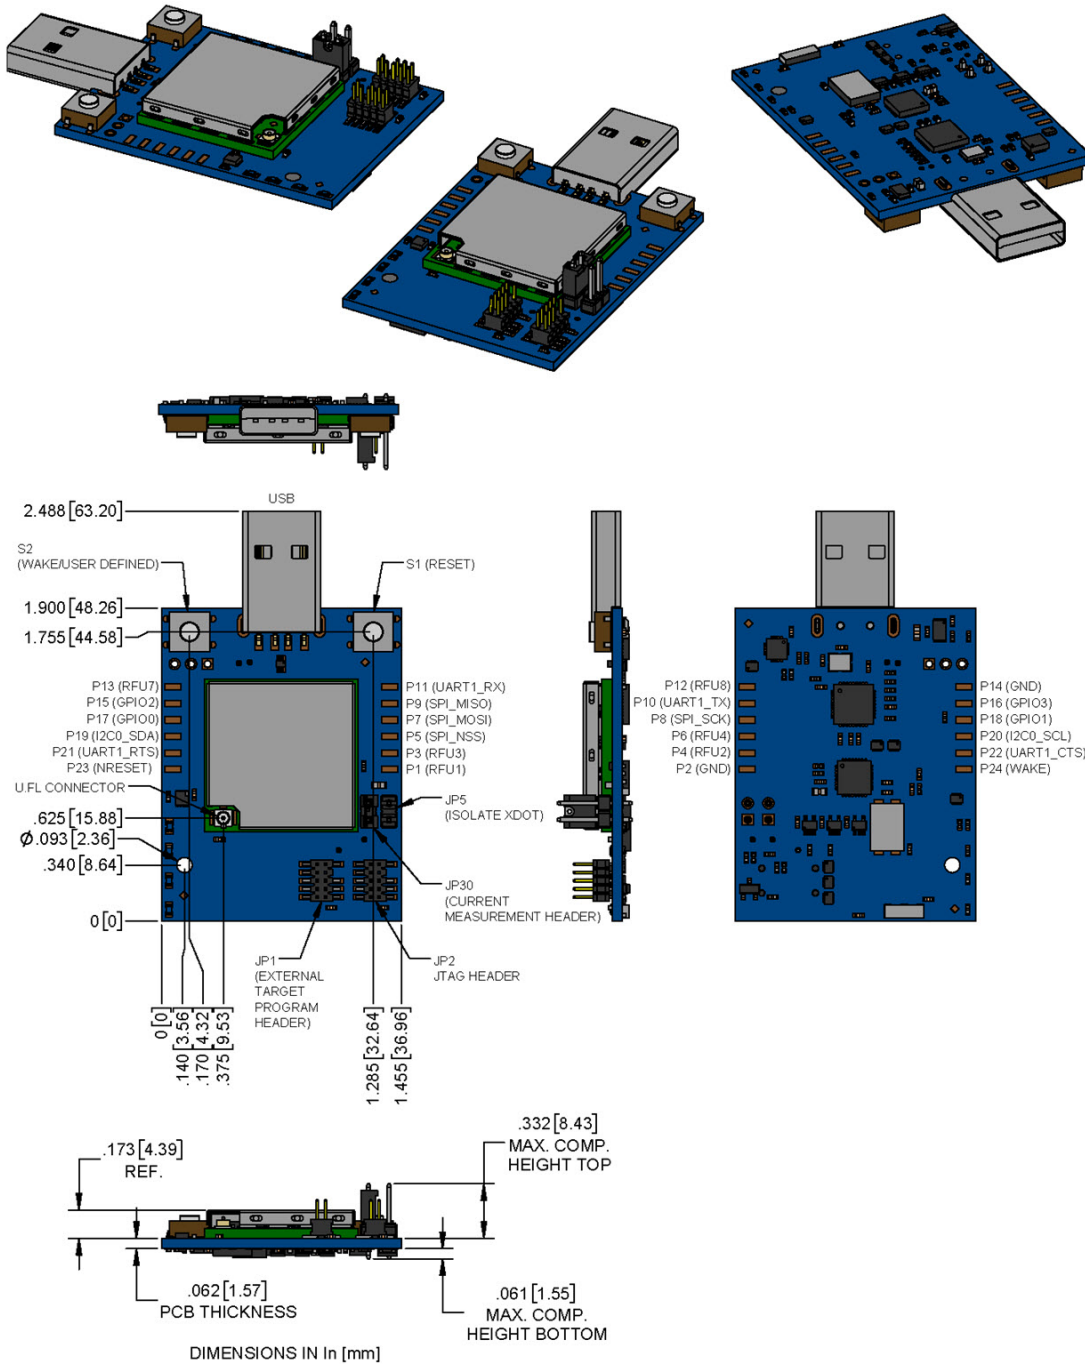 USB
2.488 [63.20]
S2
(WAKE/USER DEFINED)
S1 (RESET)
1.900 [48.26]
1.755 [44.58]
P13 (RFU7)
P15 (GPIO2)
P17 (GPIO0)
P19 (I2C0_SDA)
P21 (UART1_RTS)
P23 (NRESET)
U.FL CONNECTOR
.625 [15.88]
Ø.093 [2.36]
.340 [8.64]
0 [0]
P11 (UART1_RX)
P9 (SPI_MISO)
P7 (SPI_MOSI)
P5 (SPI_NSS)
P3 (RFU3)
P1 (RFU1)
JP5
(ISOLATE XDOT)
JP30
(CURRENT
MEASUREMENT HEADER)
JP2
JTAG HEADER
JP1
(EXTERNAL
TARGET
PROGRAM
HEADER)
P12 (RFU8)
P10 (UART1_TX)
P8 (SPI_SCK)
P6 (RFU4)
P4 (RFU2)
P2 (GND)
P14 (GND)
P16 (GPIO3)
P18 (GPIO1)
P20 (I2C0_SCL)
P22 (UART1_CTS)
P24 (WAKE)
0 [0]
.140 [3.56]
.170 [4.32]
.375 [9.53]
1.285 [32.64]
1.455 [36.96]
.173 [4.39]
REF.
.332 [8.43]
MAX. COMP.
HEIGHT TOP
.062 [1.57]
PCB THICKNESS
.061 [1.55]
MAX. COMP.
HEIGHT BOTTOM
DIMENSIONS IN In [mm]